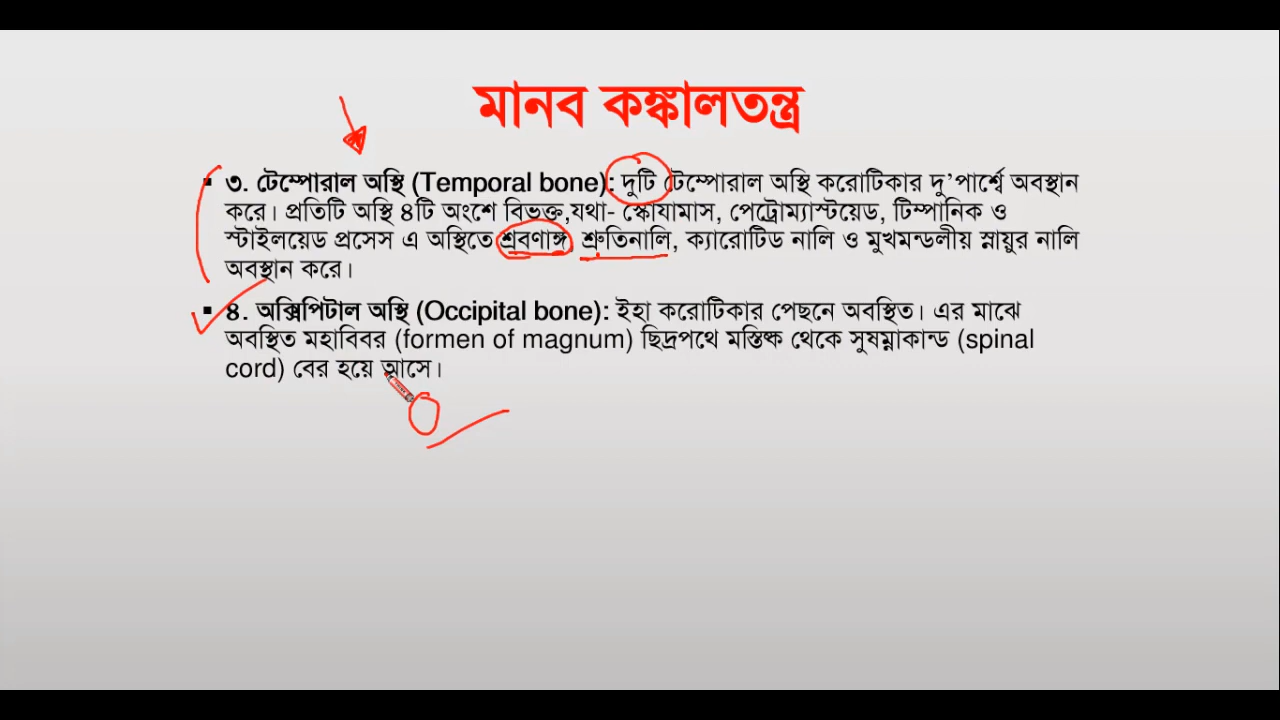 মানব কঙ্কালতন্ত্র
▪ ৩. টেম্পোরাল অস্থি (Temporal bone): দুটি টেম্পোরাল অস্থি করোটিকার দু’পার্শ্বে অবস্থান
করে। প্রতিটি অস্থি ৪টি অংশে বিভক্ত,যথা- স্কোযামাস, পেট্রোম্যাস্টয়েড, টিম্পানিক ও
স্টাইলয়েড প্রসেস এ অস্থিতে শ্রবণাঙ্গ শ্রুতিনালি, ক্যারোটিড নালি ও মুখমন্ডলীয় স্নায়ুর নালি
অবস্থান করে।
▪ ৪. অক্সিপিটাল অস্থি (Occipital bone): ইহা করোটিকার পেছনে অবস্থিত। এর মাঝে
অবস্থিত মহাবিবর (formen of magnum) ছিদ্রপথে মস্তিষ্ক থেকে সুষম্নাকান্ড (spinal
cord) বের হয়ে আসে।